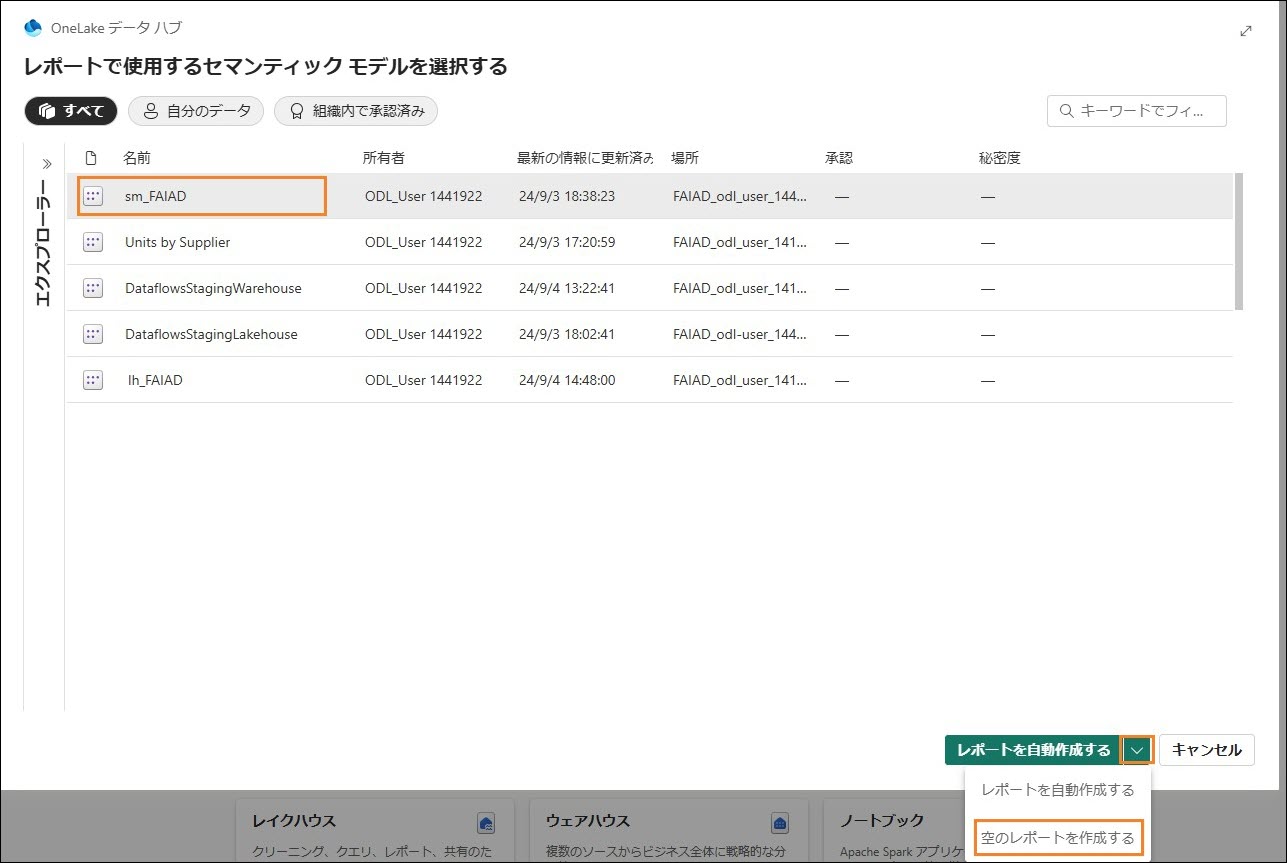 OneLake データ ハブ
レポートで使用するセマンティック モデルを選択する
すべて 自分のデータ 組織内で承認済み キーワードでフィ...
エクスプローラー
名前 所有者 最新の情報に更新済み 場所 承認 秘密度
sm_FAIAD ODL_User 1441922 24/9/3 18:38:23 FAIAD_odl_user_144... — —
Units by Supplier ODL_User 1441922 24/9/3 17:20:59 FAIAD_odl_user_141... — —
DataflowsStagingWarehouse ODL_User 1441922 24/9/4 13:22:41 FAIAD_odl_user_141... — —
DataflowsStagingLakehouse ODL_User 1441922 24/9/3 18:02:41 FAIAD_odl-user_144... — —
lh_FAIAD ODL_User 1441922 24/9/4 14:48:00 FAIAD_odl_user_141... — —
レポートを自動作成する キャンセル
レポートを自動作成する
空のレポートを作成する
レイクハウス ウェアハウス ノートブック
クリーニング、クエリ、レポート、共有のた 複数のソースからビジネス全体に戦略的な分 Apache Spark アプリケ